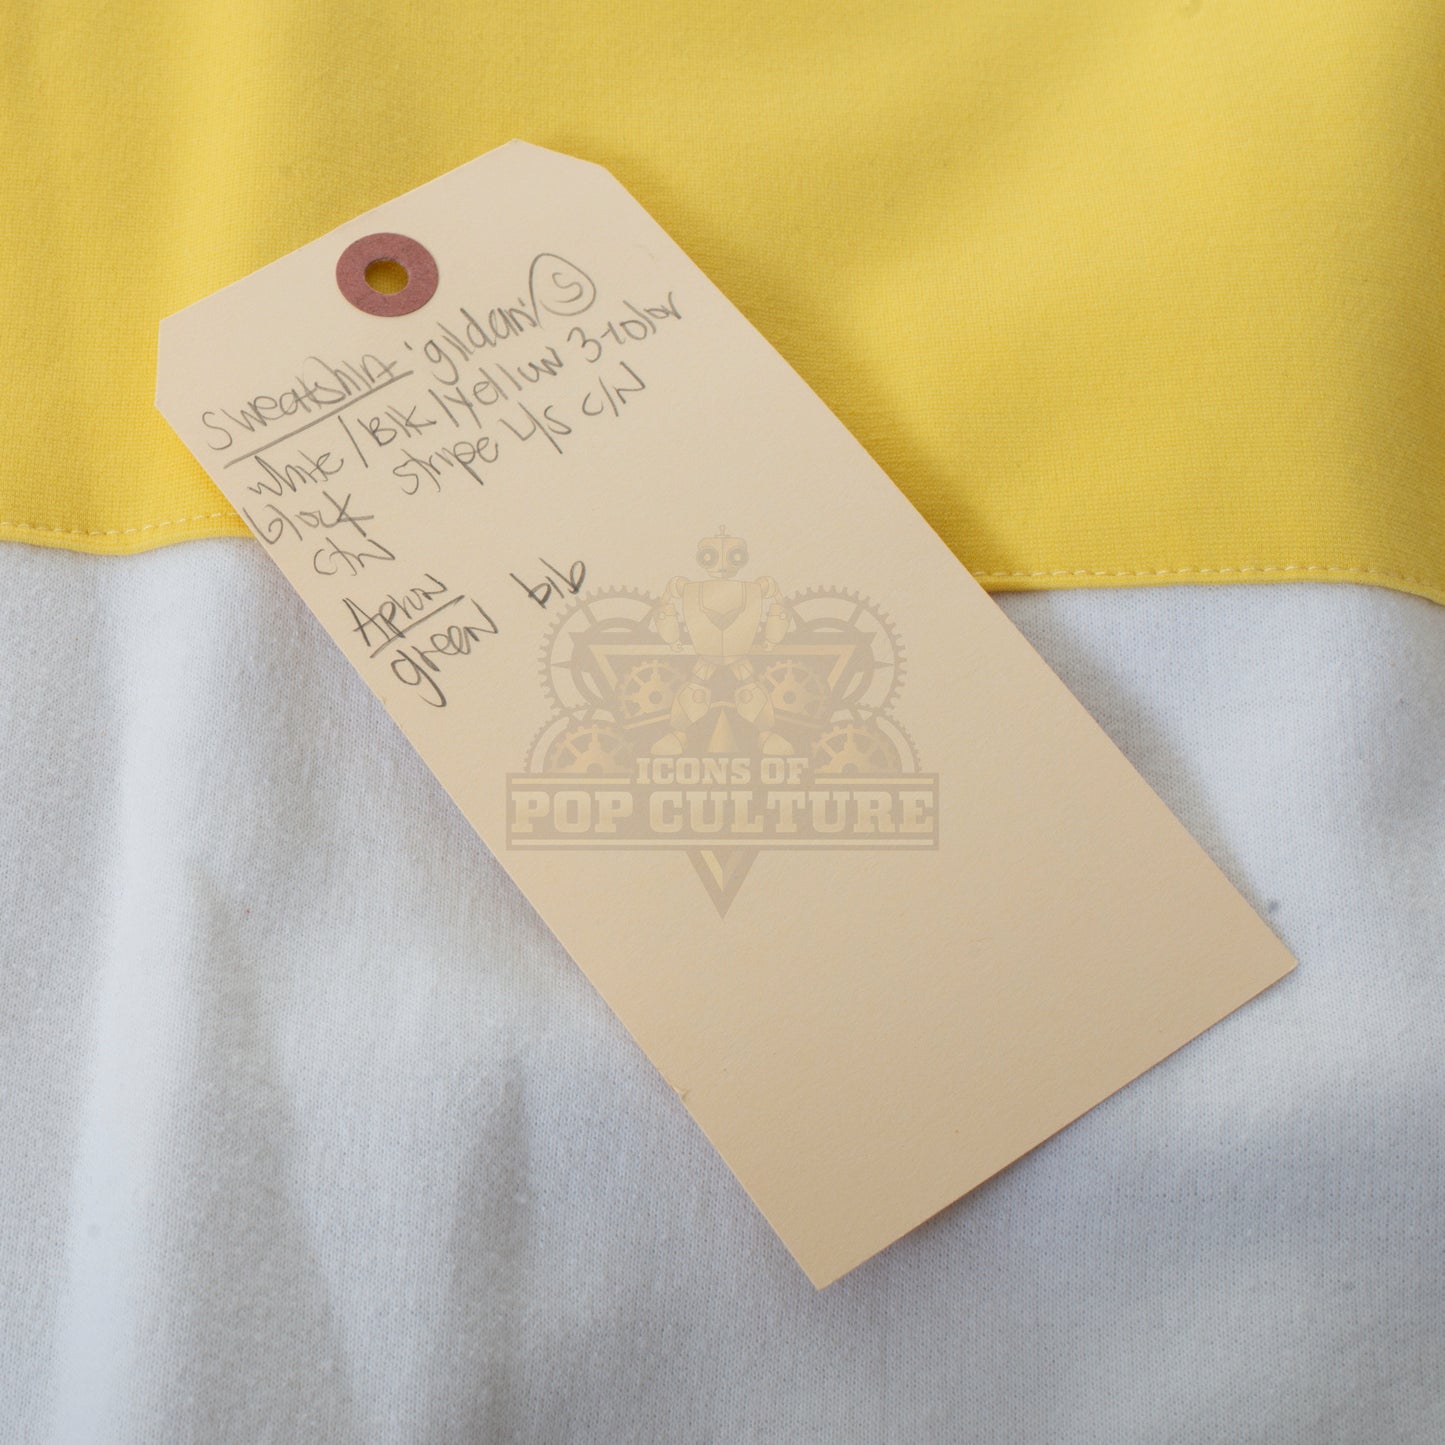 sweatshirt 'gildan' S
white / Blk / Yellow 3-color
block stripe L/S C/N
C/N
Apron
green bib
ICONS OF
POP CULTURE